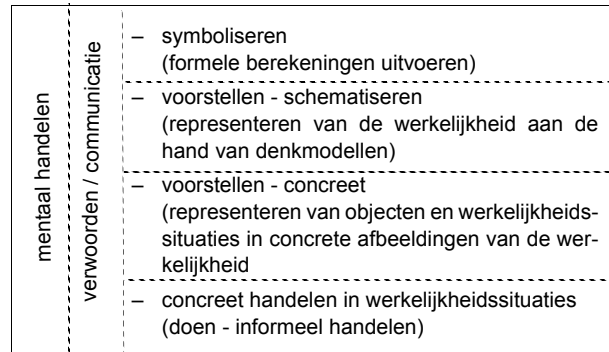 mentaal handelen
verwoorden / communicatie
– symboliseren
(formele berekeningen uitvoeren)
– voorstellen - schematiseren
(representeren van de werkelijkheid aan de
hand van denkmodellen)
– voorstellen - concreet
(representeren van objecten en werkelijkheids-
situaties in concrete afbeeldingen van de wer-
kelijkheid
– concreet handelen in werkelijkheidssituaties
(doen - informeel handelen)